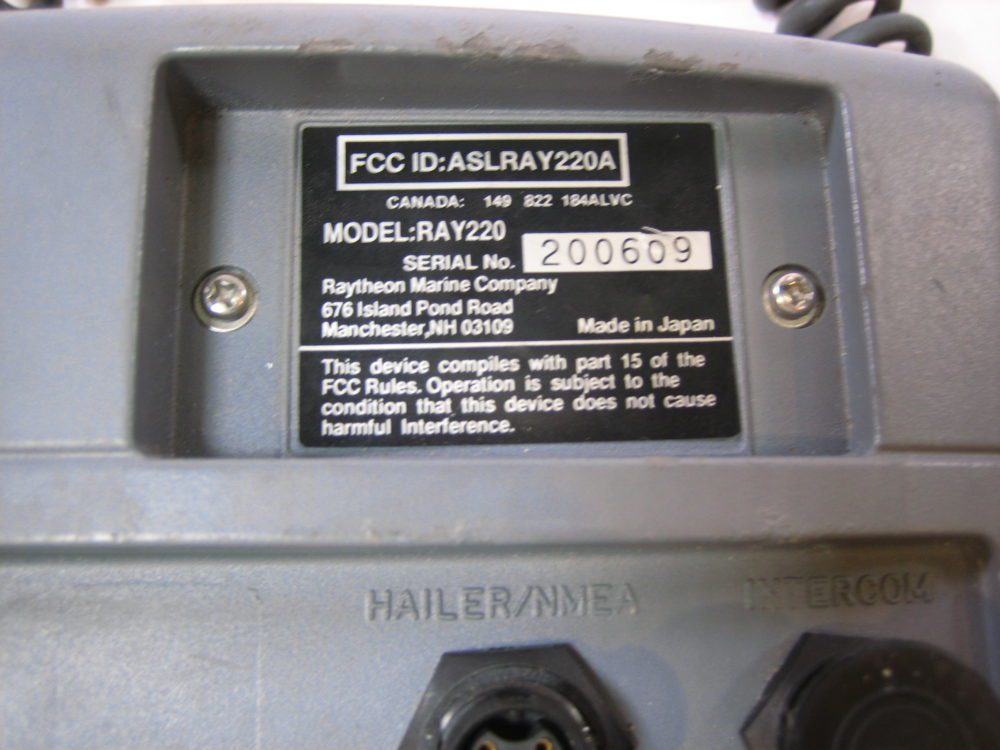 FCC ID:ASLRAY220A
CANADA: 149 822 184ALVC
MODEL:RAY220
SERIAL No. 200609
Raytheon Marine Company
676 Island Pond Road
Manchester,NH 03109 Made in Japan
This device compiles with part 15 of the
FCC Rules. Operation is subject to the
condition that this device does not cause
harmful Interference.
HAILER/NMEA INTERCOM